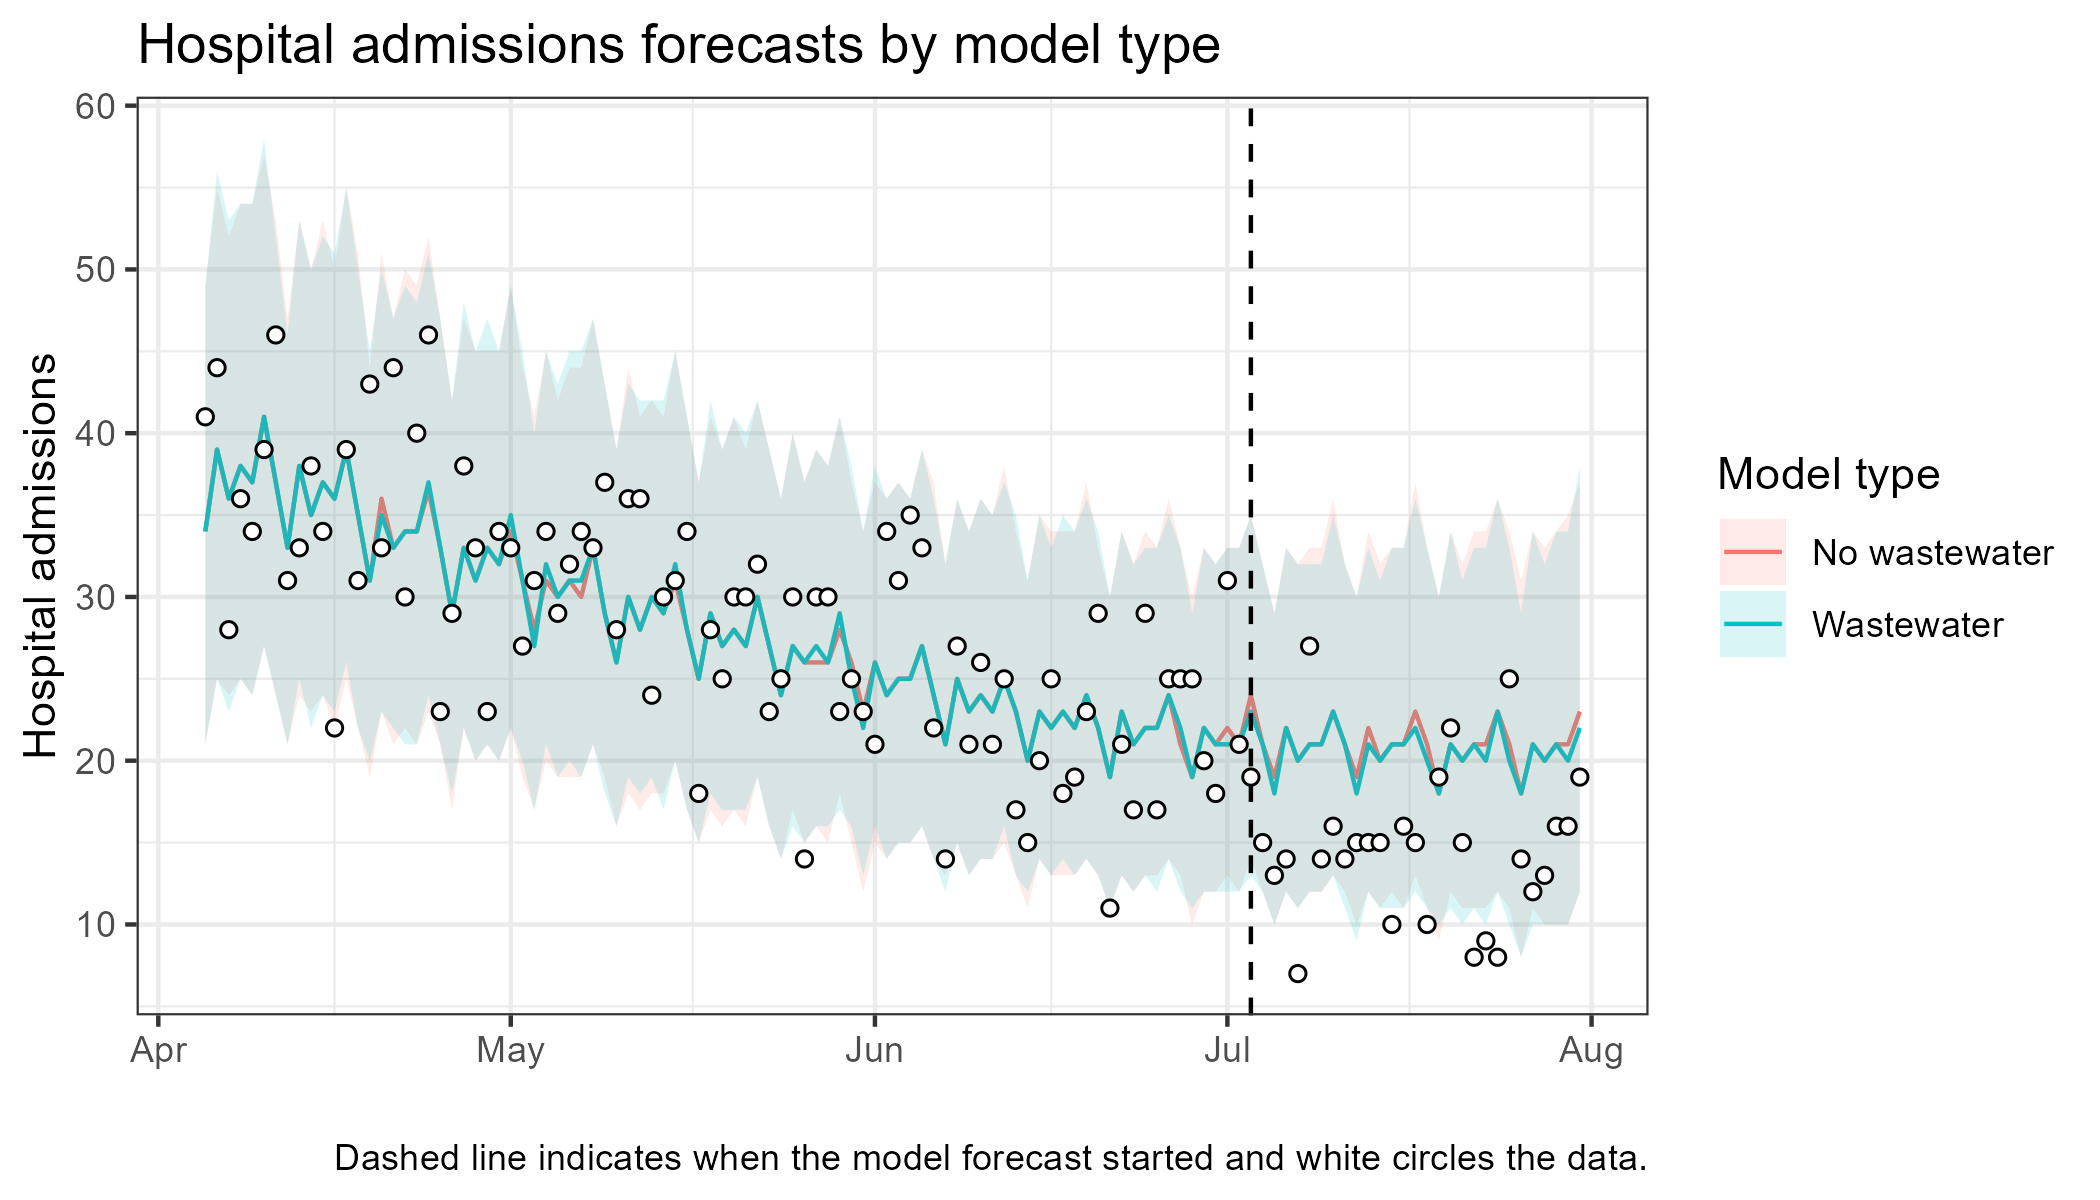 Hospital admissions forecasts by model type
Hospital admissions
60
50
40
30
20
10
Apr May Jun Jul Aug
Model type
No wastewater
Wastewater
Dashed line indicates when the model forecast started and white circles the data.